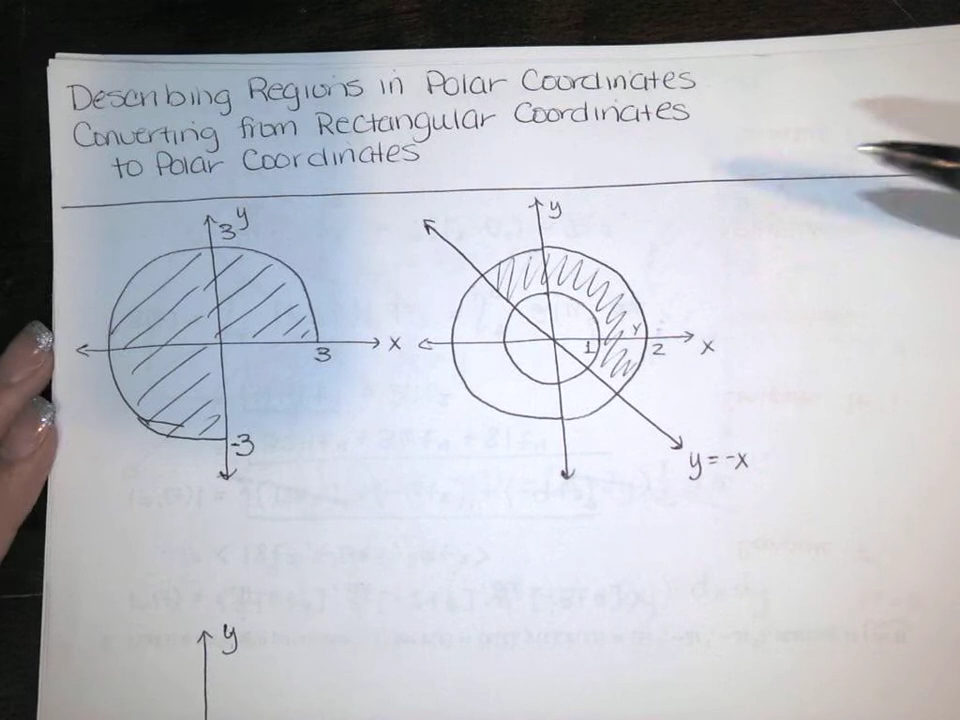 Describing Regions in Polar Coordinates
Converting from Rectangular Coordinates
to Polar Coordinates
y
3
3
x
-3
y
1
2
x
y=-x
y